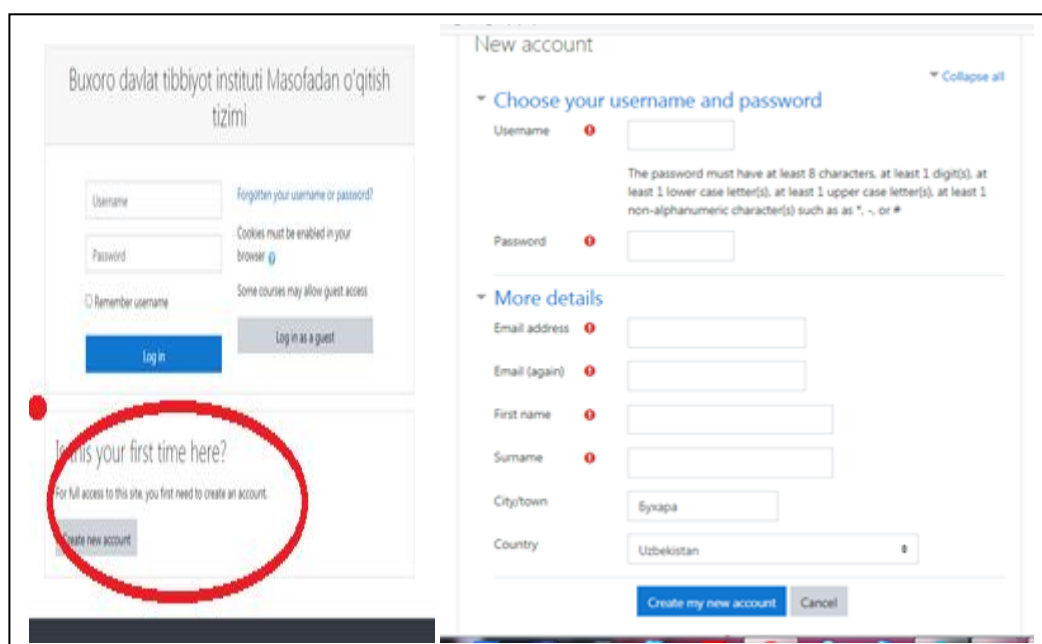 Buxoro davlat tibbiyot instituti Masofadan o'qitish
tizimi
Username
Forgotten your username or password?
Password
Cookies must be enabled in your
browser
Remember username
Some courses may allow guest access
Log in as a guest
Log in
Is this your first time here?
For full access to this site, you first need to create an account.
Create new account
New account
Collapse all
Choose your username and password
Username
The password must have at least 8 characters, at least 1 digit(s), at
least 1 lower case letter(s), at least 1 upper case letter(s), at least 1
non-alphanumeric character(s) such as as *, -, or #
Password
More details
Email address
Email (again)
First name
Surname
City/town
Бухара
Country
Uzbekistan
Create my new account
Cancel